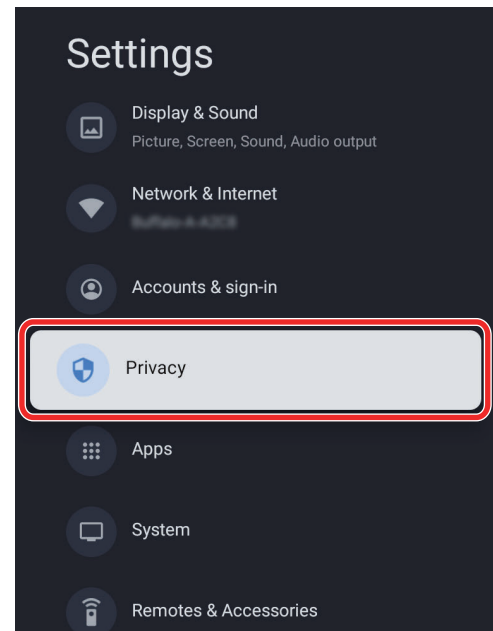 Settings
Display & Sound
Picture, Screen, Sound, Audio output
Network & Internet
Accounts & sign-in
Privacy
Apps
System
Remotes & Accessories